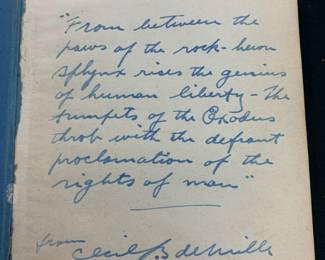 "From between the
paws of the rock-hewn
Sphynx rises the genius
of human liberty - The
trumpets of the Exodus
throb with the defiant
proclamation of the
rights of man"
from
Cecil B deMille